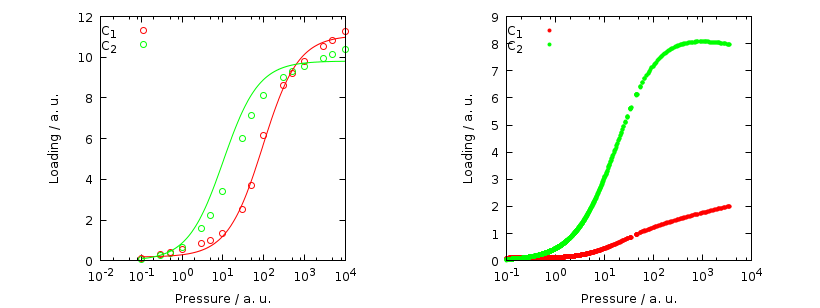 12
10
8
6
4
2
0
Loading / a. u.
C1
C2
10-2 10-1 100 101 102 103 104
Pressure / a. u.
9
8
7
6
5
4
3
2
1
0
Loading / a. u.
C1
C2
10-1 100 101 102 103 104
Pressure / a. u.